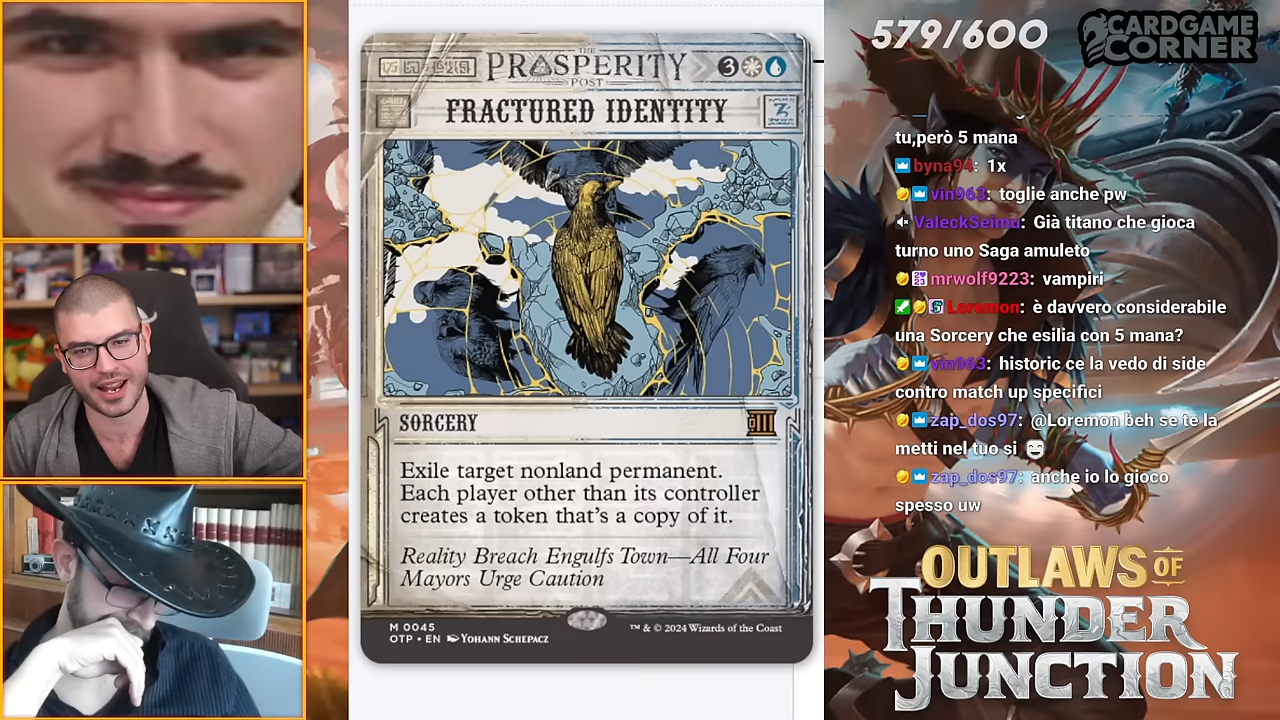 THE
PROSPERITY
POST
3
FRACTURED IDENTITY
SORCERY
Exile target nonland permanent.
Each player other than its controller
creates a token that's a copy of it.
Reality Breach Engulfs Town—All Four
Mayors Urge Caution
M 0045
OTP • EN YOHANN SCHEPACZ
™ & © 2024 Wizards of the Coast
579/600
CARDGAME
CORNER
tu,però 5 mana
byna94: 1x
vin963: toglie anche pw
ValeckSeimu: Già titano che gioca
turno uno Saga amuleto
mrwolf9223: vampiri
Loremon: è davvero considerabile
una Sorcery che esilia con 5 mana?
vin963: historic ce la vedo di side
contro match up specifici
zap_dos97: @Loremon beh se te la
metti nel tuo si
zap_dos97: anche io lo gioco
spesso uw
OUTLAWS OF
THUNDER
JUNCTION